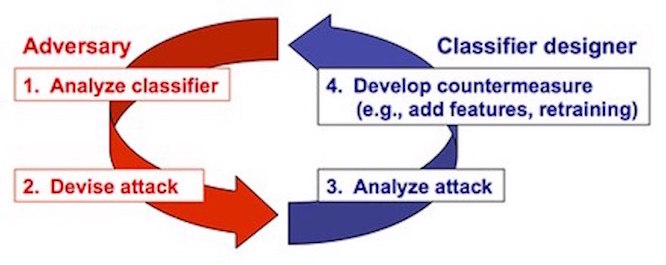 Adversary
1. Analyze classifier
2. Devise attack
Classifier designer
4. Develop countermeasure
(e.g., add features, retraining)
3. Analyze attack